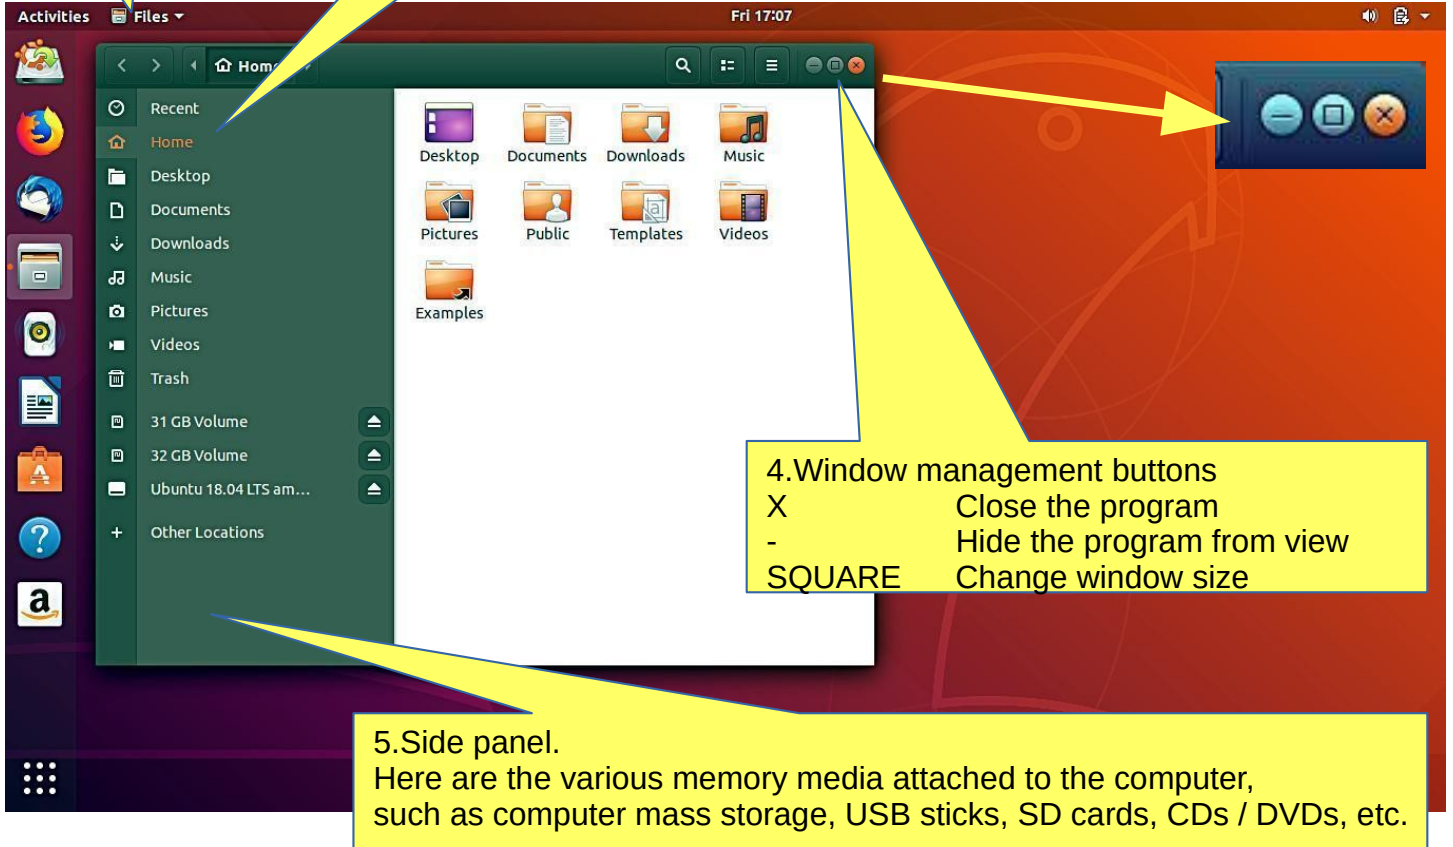 Activities Files Fri 17:07
Home
Recent
Home
Desktop
Documents
Downloads
Music
Pictures
Videos
Trash
31 GB Volume
32 GB Volume
Ubuntu 18.04 LTS am...
+ Other Locations
Desktop Documents Downloads Music
Pictures Public Templates Videos
Examples
4.Window management buttons
X Close the program
- Hide the program from view
SQUARE Change window size
5.Side panel.
Here are the various memory media attached to the computer,
such as computer mass storage, USB sticks, SD cards, CDs / DVDs, etc.